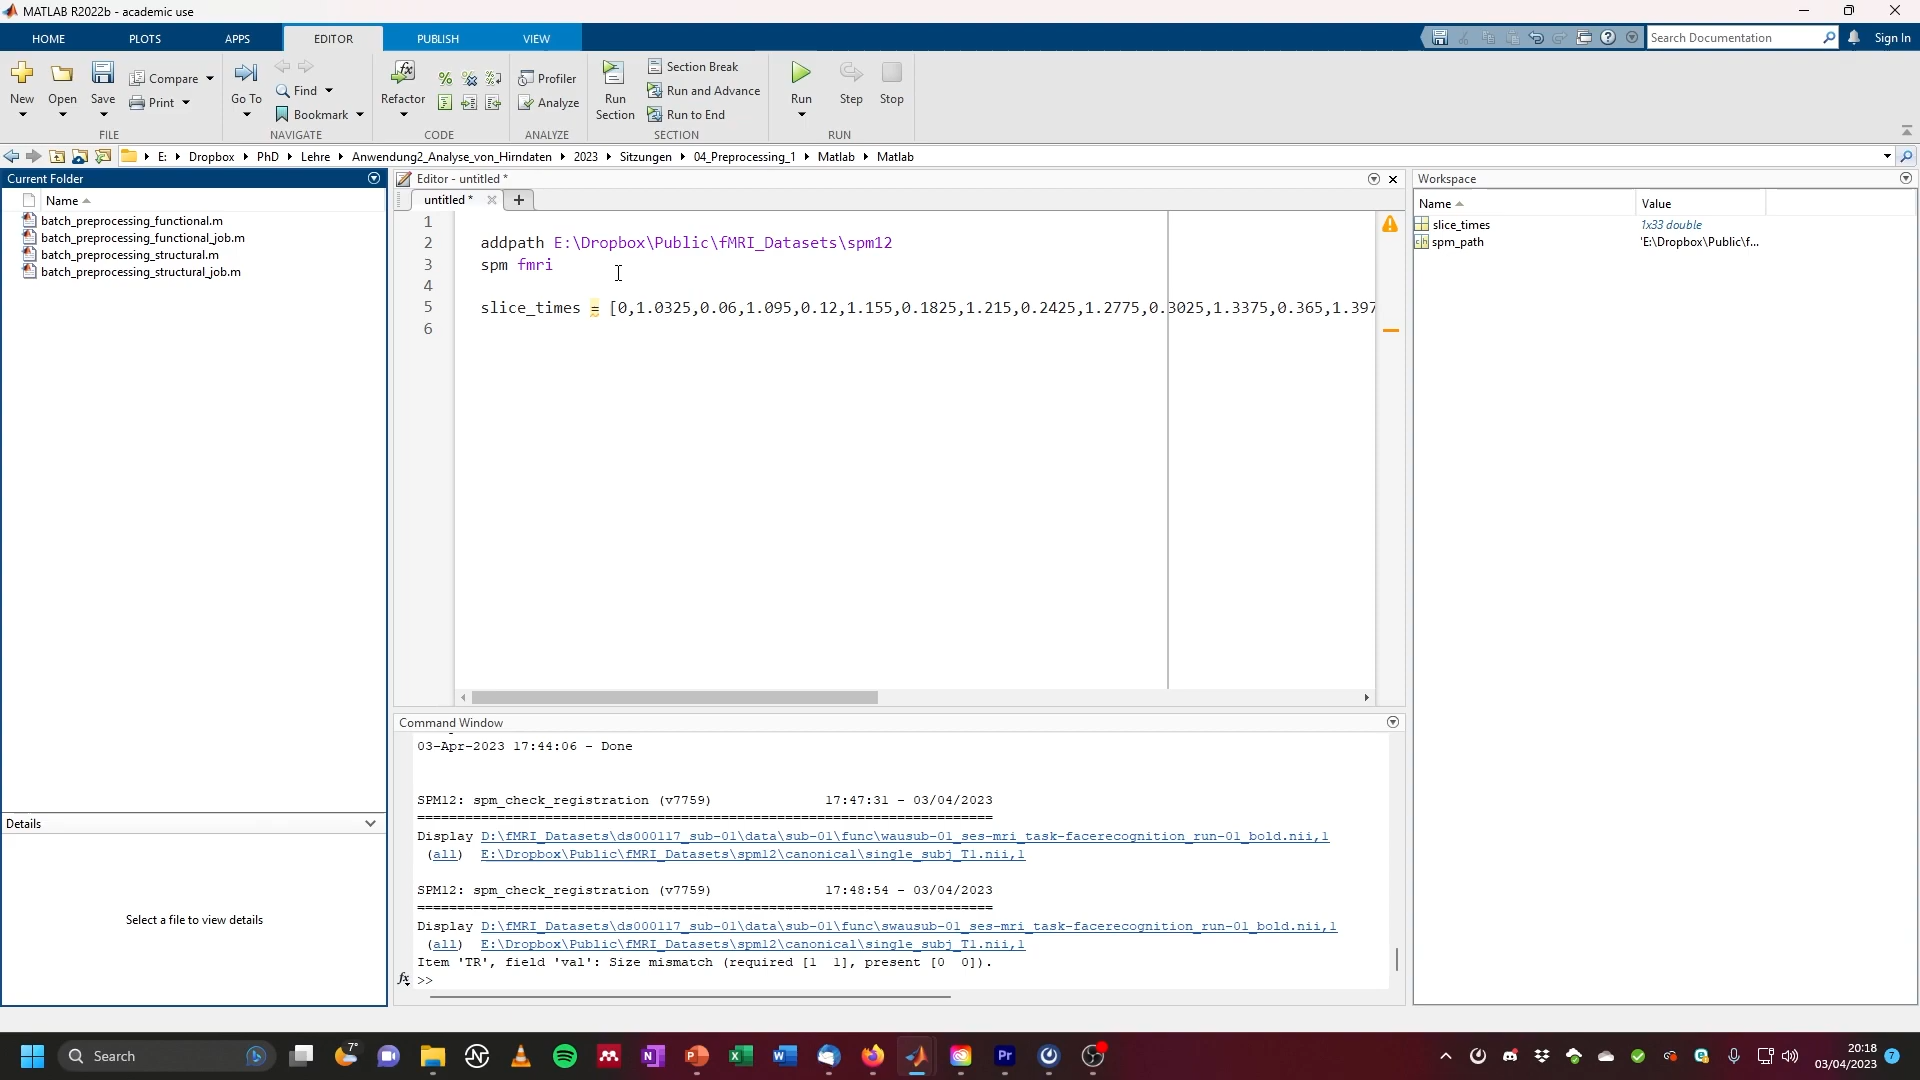 MATLAB R2022b - academic use
HOME PLOTS APPS EDITOR PUBLISH VIEW
Search Documentation
Sign In
New
Open
Save
Compare
Print
FILE
Go To
Find
Bookmark
NAVIGATE
Refactor
CODE
Profiler
Analyze
ANALYZE
Run
Section
Section Break
Run and Advance
Run to End
SECTION
Run
Step
Stop
RUN
E: Dropbox PhD Lehre Anwendung2_Analyse_von_Hirndaten 2023 Sitzungen 04_Preprocessing_1 Matlab Matlab
Current Folder
Name
batch_preprocessing_functional.m
batch_preprocessing_functional_job.m
batch_preprocessing_structural.m
batch_preprocessing_structural_job.m
Details
Select a file to view details
Editor - untitled *
untitled *
1
2 addpath E:\Dropbox\Public\fMRI_Datasets\spm12
3 spm fmri
4
5 slice_times = [0,1.0325,0.06,1.095,0.12,1.155,0.1825,1.215,0.2425,1.2775,0.3025,1.3375,0.365,1.397
6
Command Window
03-Apr-2023 17:44:06 - Done
SPM12: spm_check_registration (v7759) 17:47:31 - 03/04/2023
========================================================================
Display D:\fMRI_Datasets\ds000117_sub-01\data\sub-01\func\wausub-01_ses-mri_task-facerecognition_run-01_bold.nii,1
(all) E:\Dropbox\Public\fMRI_Datasets\spm12\canonical\single_subj_T1.nii,1
SPM12: spm_check_registration (v7759) 17:48:54 - 03/04/2023
========================================================================
Display D:\fMRI_Datasets\ds000117_sub-01\data\sub-01\func\swausub-01_ses-mri_task-facerecognition_run-01_bold.nii,1
(all) E:\Dropbox\Public\fMRI_Datasets\spm12\canonical\single_subj_T1.nii,1
Item 'TR', field 'val': Size mismatch (required [1 1], present [0 0]).
fx >>
Workspace
Name Value
slice_times 1x33 double
spm_path 'E:\Dropbox\Public\f...
Search
7°
20:18
03/04/2023
7